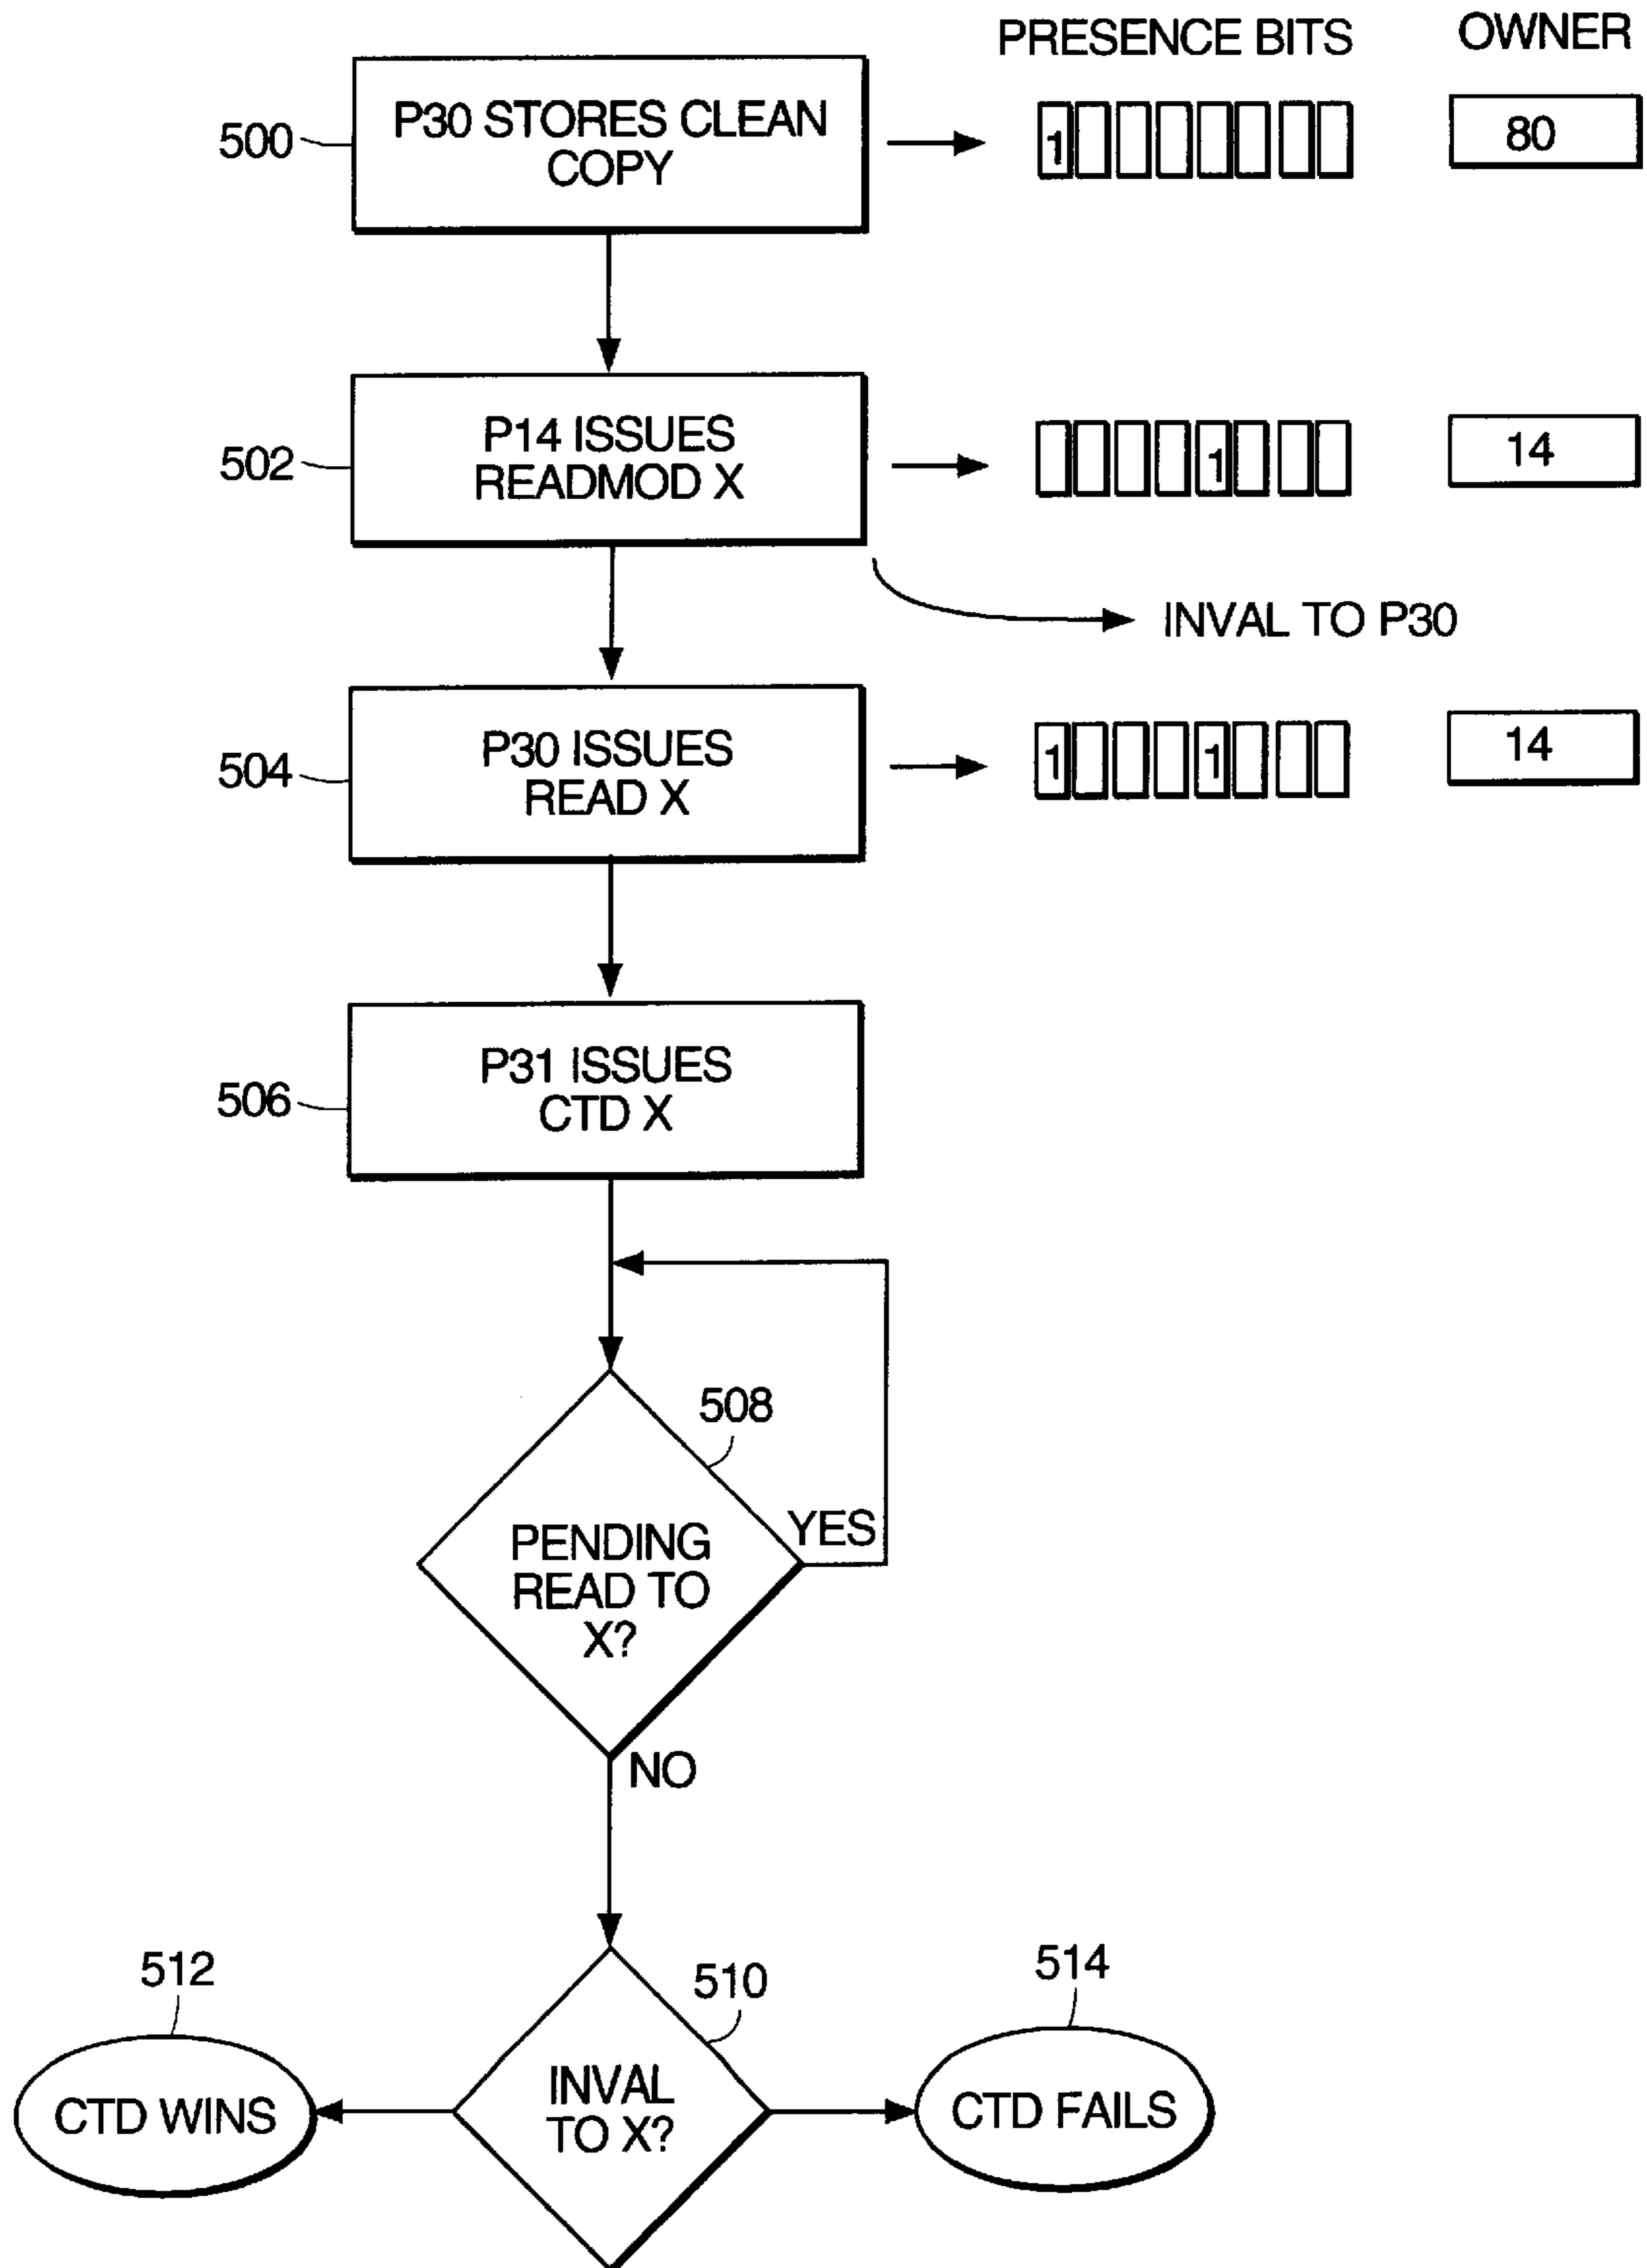 PRESENCE BITS
OWNER
500
P30 STORES CLEAN
COPY
1
80
502
P14 ISSUES
READMOD X
1
14
INVAL TO P30
504
P30 ISSUES
READ X
1
1
14
506
P31 ISSUES
CTD X
508
PENDING
READ TO
X?
YES
NO
512
510
514
CTD WINS
INVAL
TO X?
CTD FAILS